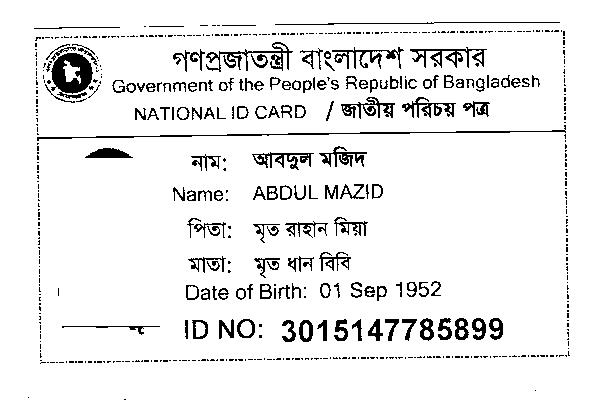 গণপ্রজাতন্ত্রী বাংলাদেশ সরকার
Government of the People's Republic of Bangladesh
NATIONAL ID CARD / জাতীয় পরিচয় পত্র
নাম: আবদুল মজিদ
Name: ABDUL MAZID
পিতা: মৃত রাহান মিয়া
মাতা: মৃত ধান বিবি
Date of Birth: 01 Sep 1952
ID NO: 3015147785899